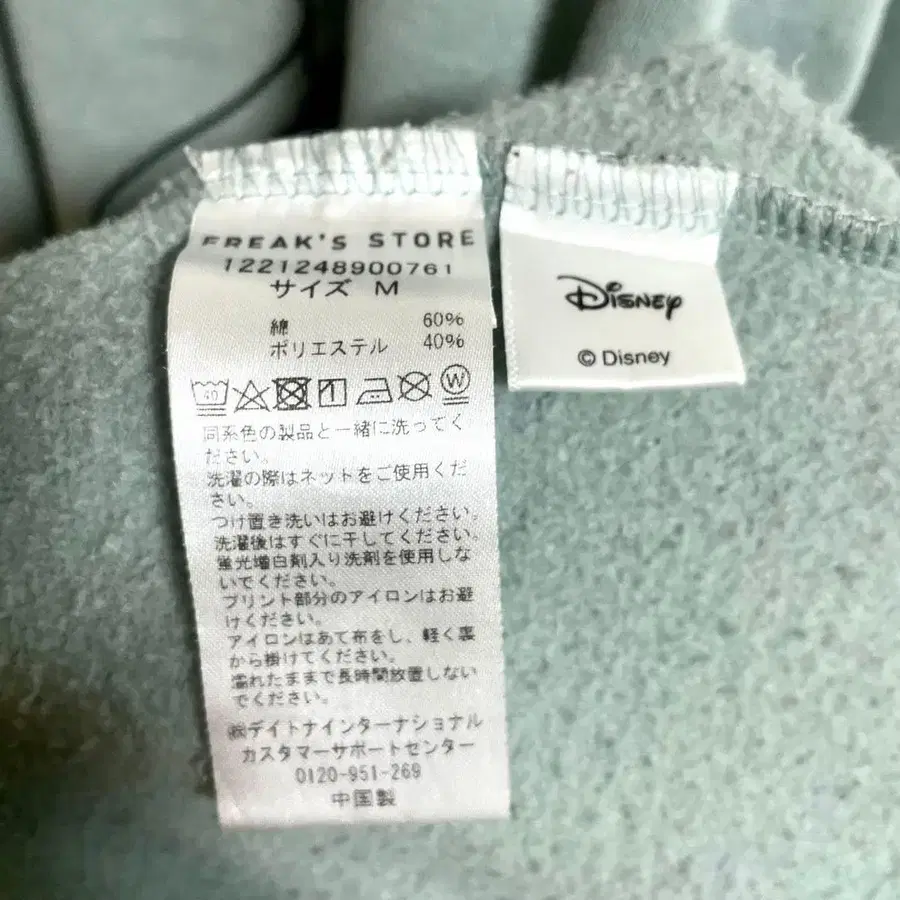 FREAK'S STORE
1221248900761
サイズ M
綿 60%
ポリエステル 40%
40
W
同系色の製品と一緒に洗ってく
ださい。
洗濯の際はネットをご使用くだ
さい。
つけ置き洗いはお避けください。
洗濯後はすぐに干してください。
蛍光増白剤入り洗剤を使用しな
いでください。
プリント部分のアイロンはお避
けください。
アイロンはあて布をし、軽く裏
から掛けてください。
濡れたままで長時間放置しない
でください。
㈱デイトナインターナショナル
カスタマーサポートセンター
0120-951-269
中国製
Disney
© Disney